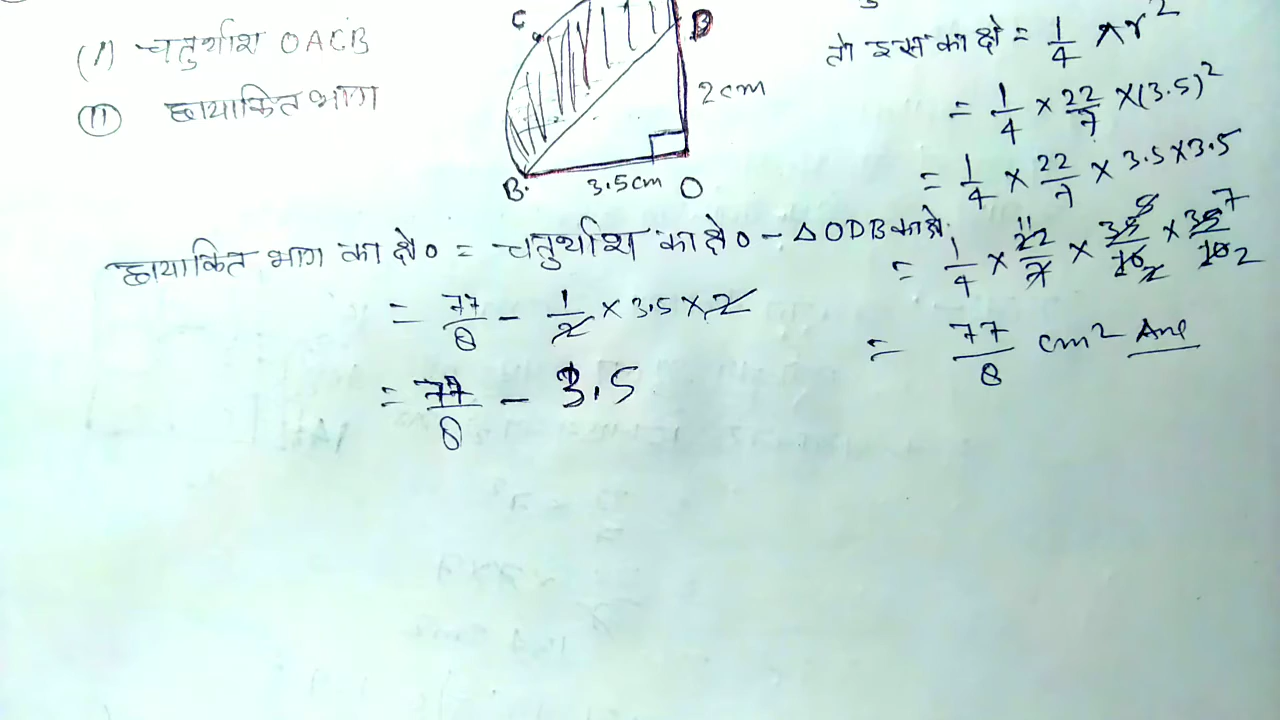 (I) चतुर्थांश OACB
(II) छायाकित भाग
C
D
2cm
B
3.5cm O
तो इसका क्षे = 1/4 πr²
= 1/4 × 22/7 × (3.5)²
= 1/4 × 22/7 × 3.5 × 3.5
छायाकित भाग का क्षे० = चतुर्थांश का क्षे० - Δ ODB का क्षे.
= 1/4 × 22/7 × 35/10 × 35/10
= 77/8 - 1/2 × 3.5 × 2
= 77/8 cm² Ans
= 77/8 - 3.5